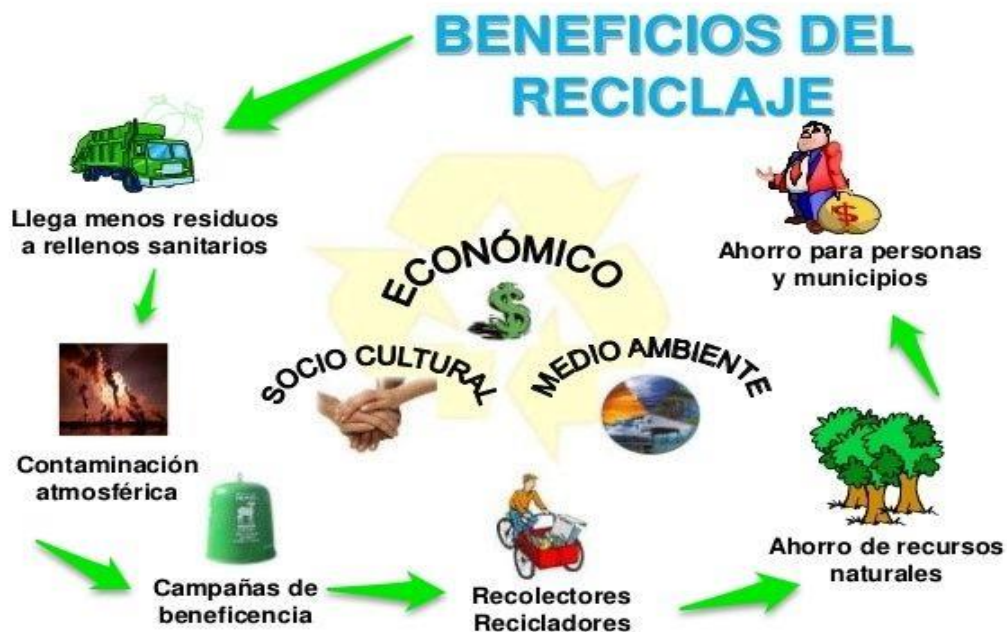 BENEFICIOS DEL
RECICLAJE
Llega menos residuos
a rellenos sanitarios
Contaminación
atmosférica
Campañas de
beneficencia
Recolectores
Recicladores
Ahorro de recursos
naturales
Ahorro para personas
y municipios
ECONÓMICO
$
$
SOCIO CULTURAL
MEDIO AMBIENTE